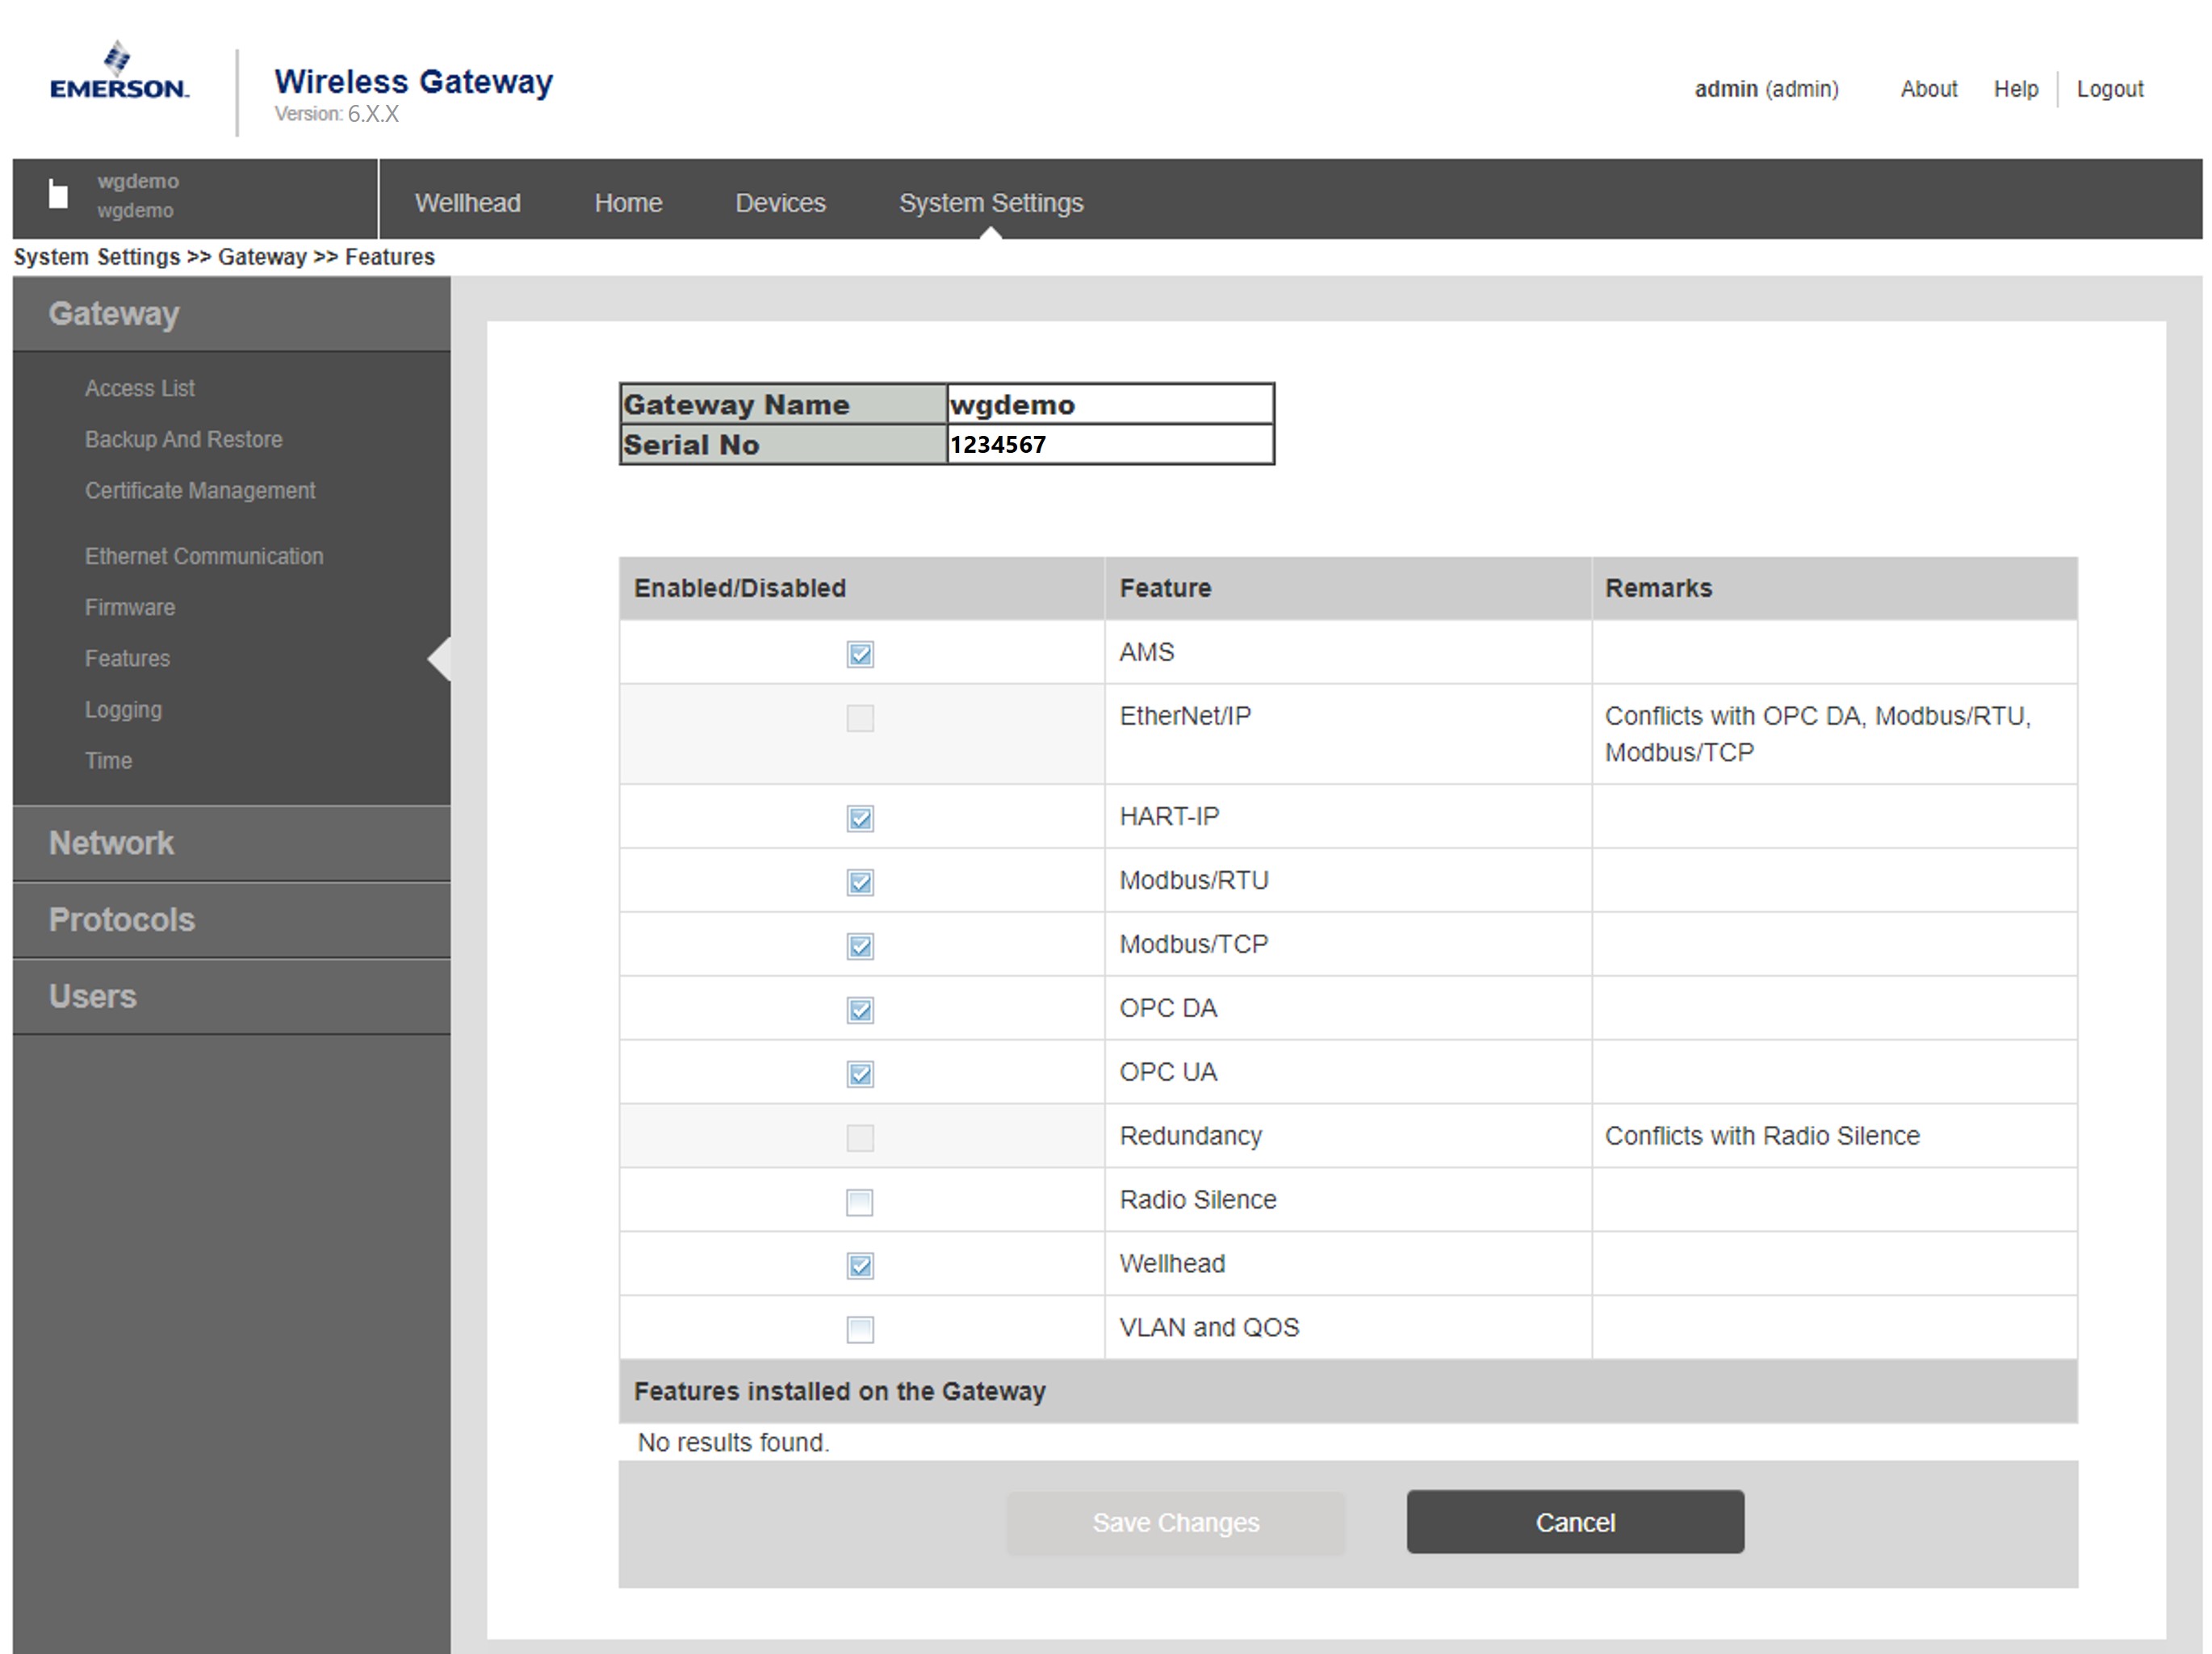 EMERSON™
Wireless Gateway
Version: 6.X.X
admin (admin) About Help Logout
wgdemo
wgdemo
Wellhead Home Devices System Settings
System Settings >> Gateway >> Features
Gateway
Access List
Backup And Restore
Certificate Management
Ethernet Communication
Firmware
Features
Logging
Time
Network
Protocols
Users
Gateway Name wgdemo
Serial No 1234567
Enabled/Disabled Feature Remarks
AMS
EtherNet/IP Conflicts with OPC DA, Modbus/RTU,
Modbus/TCP
HART-IP
Modbus/RTU
Modbus/TCP
OPC DA
OPC UA
Redundancy Conflicts with Radio Silence
Radio Silence
Wellhead
VLAN and QOS
Features installed on the Gateway
No results found.
Save Changes Cancel